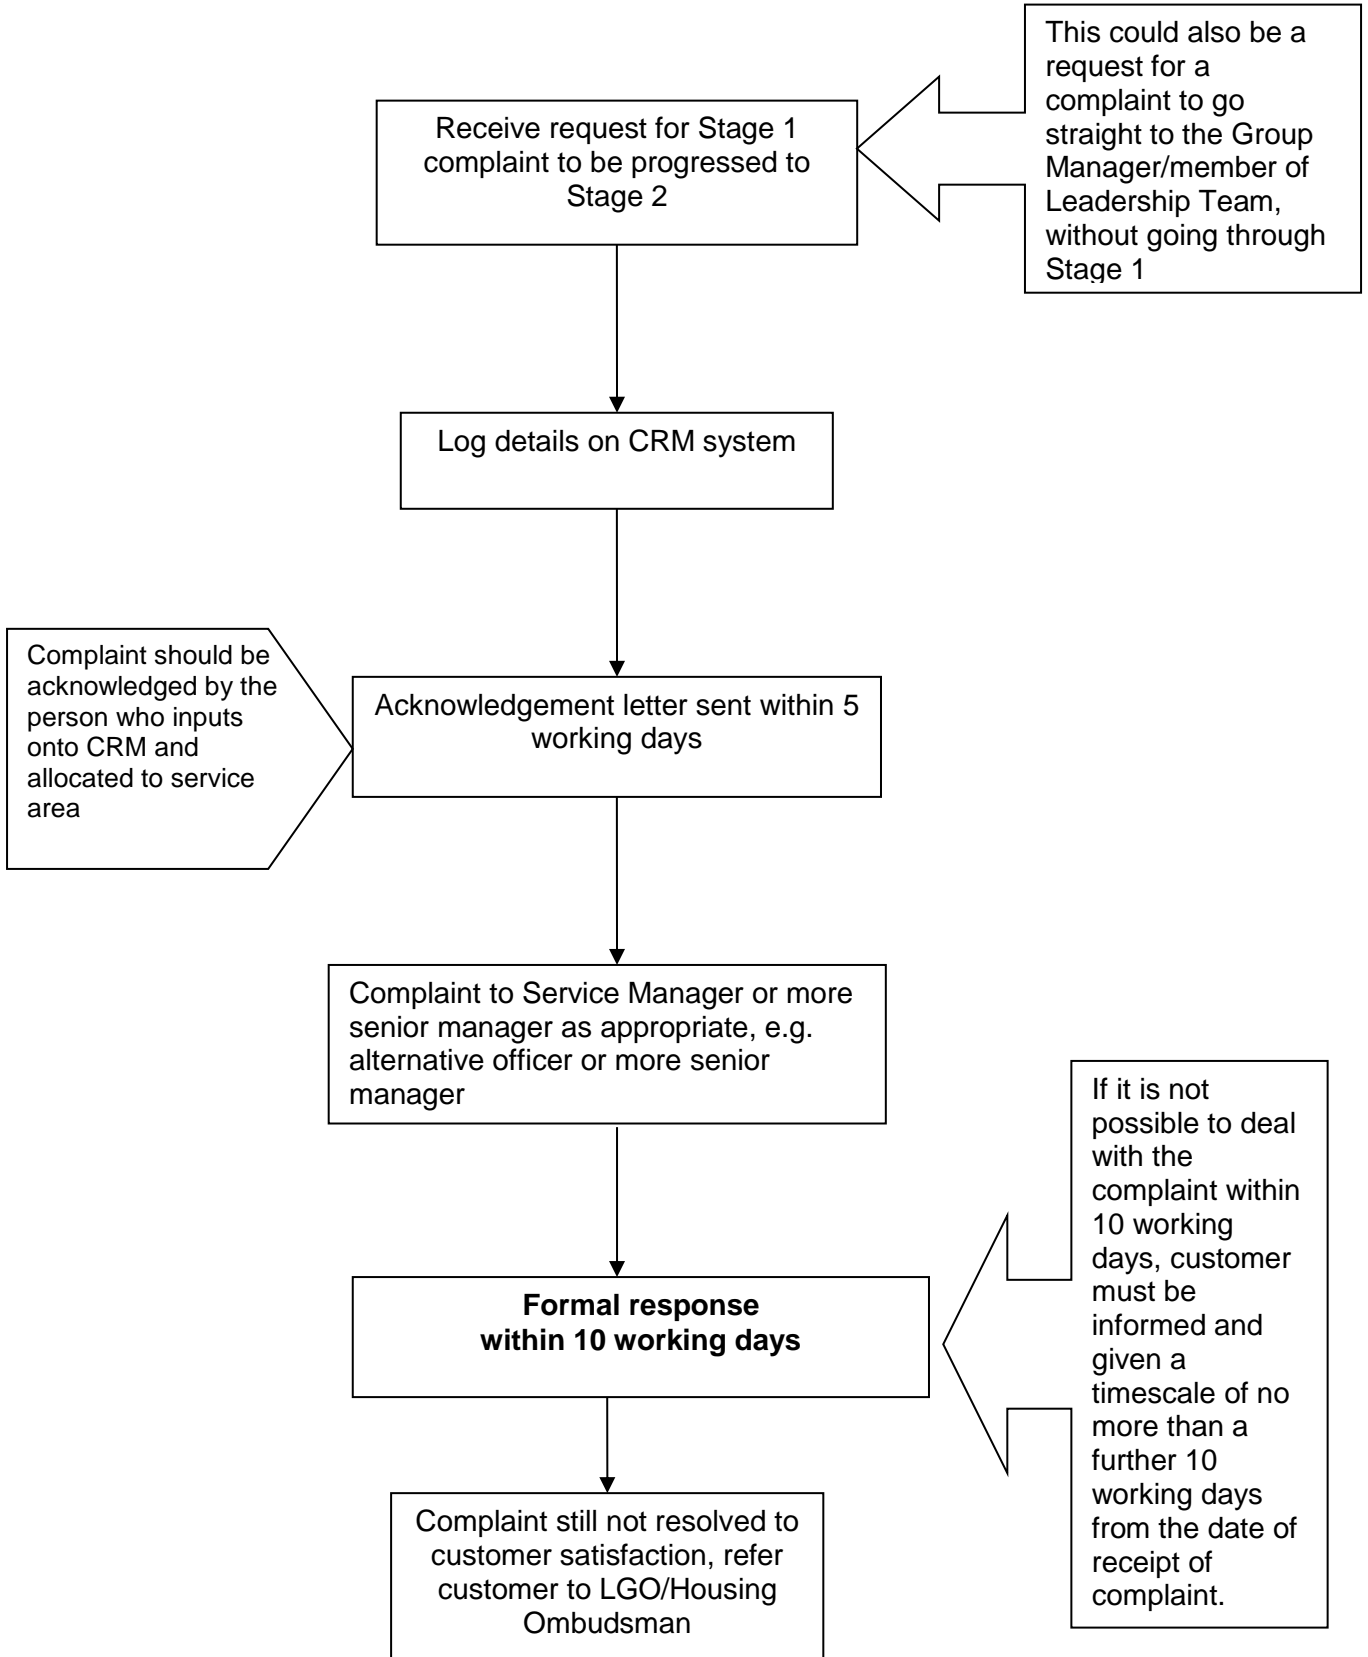 Receive request for Stage 1
complaint to be progressed to
Stage 2
This could also be a
request for a
complaint to go
straight to the Group
Manager/member of
Leadership Team,
without going through
Stage 1
Log details on CRM system
Complaint should be
acknowledged by the
person who inputs
onto CRM and
allocated to service
area
Acknowledgement letter sent within 5
working days
Complaint to Service Manager or more
senior manager as appropriate, e.g.
alternative officer or more senior
manager
Formal response
within 10 working days
If it is not
possible to deal
with the
complaint within
10 working
days, customer
must be
informed and
given a
timescale of no
more than a
further 10
working days
from the date of
receipt of
complaint.
Complaint still not resolved to
customer satisfaction, refer
customer to LGO/Housing
Ombudsman